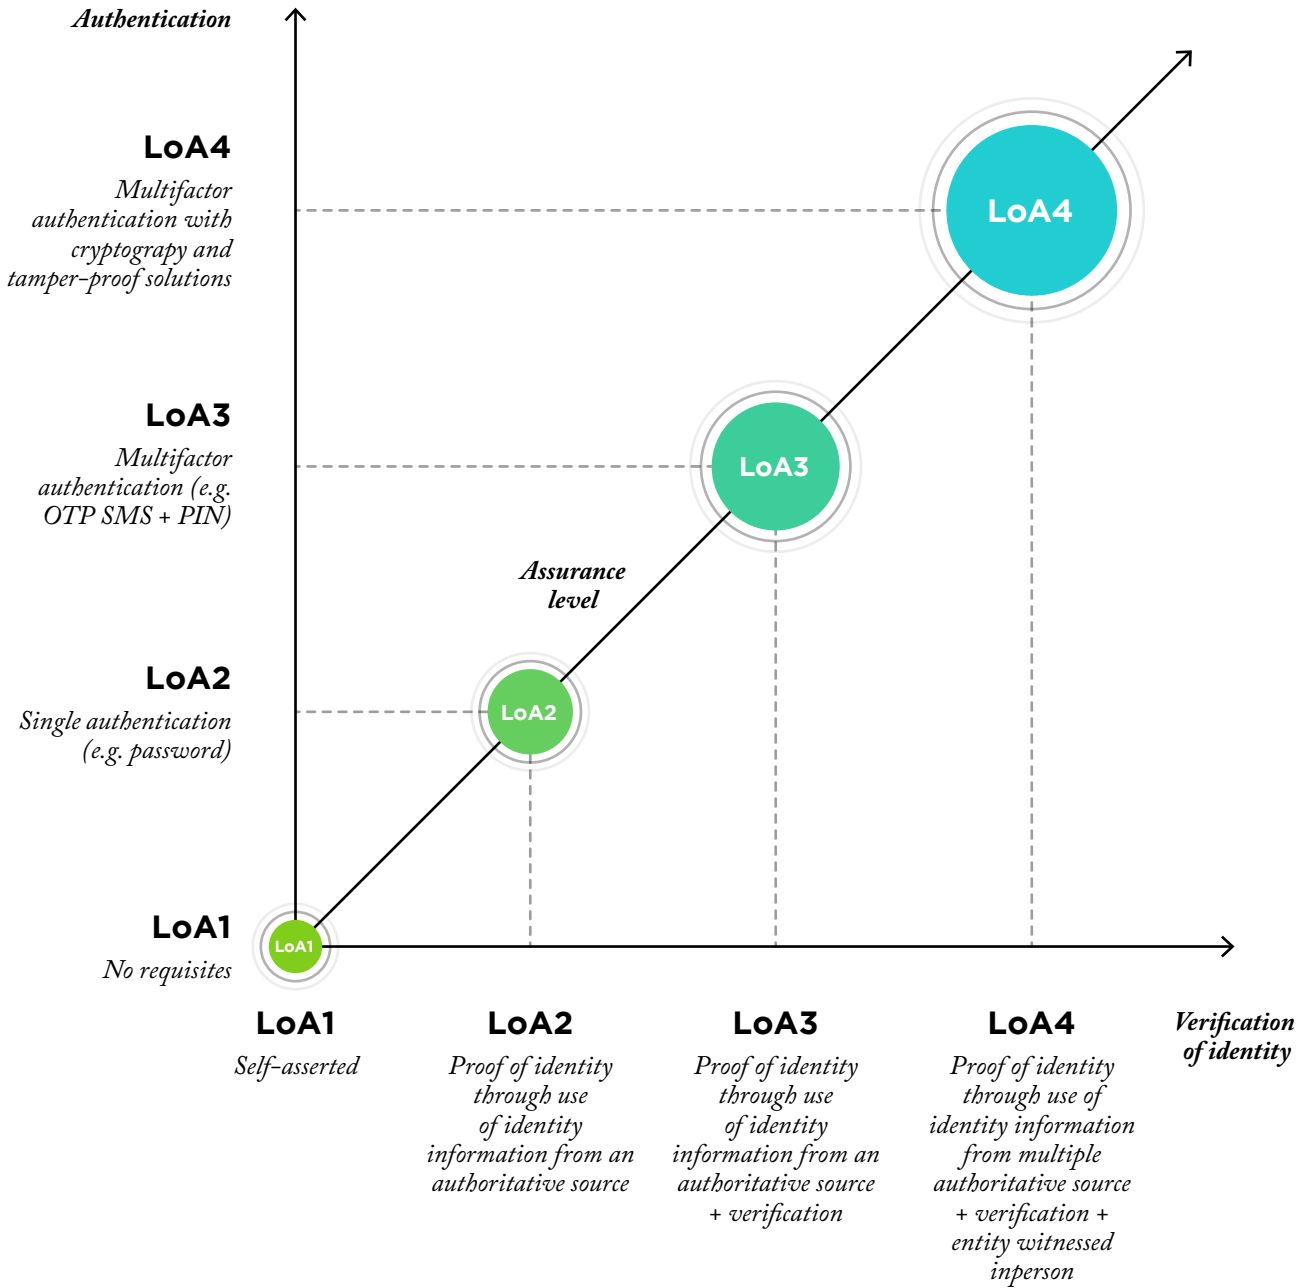 Authentication
LoA4
Multifactor
authentication with
cryptograpy and
tamper-proof solutions
LoA4
LoA3
Multifactor
authentication (e.g.
OTP SMS + PIN)
LoA3
Assurance
level
LoA2
Single authentication
(e.g. password)
LoA2
LoA1
No requisites
LoA1
LoA1
Self-asserted
LoA2
Proof of identity
through use
of identity
information from an
authoritative source
LoA3
Proof of identity
through use
of identity
information from an
authoritative source
+ verification
LoA4
Proof of identity
through use of
identity information
from multiple
authoritative source
+ verification +
entity witnessed
inperson
Verification
of identity